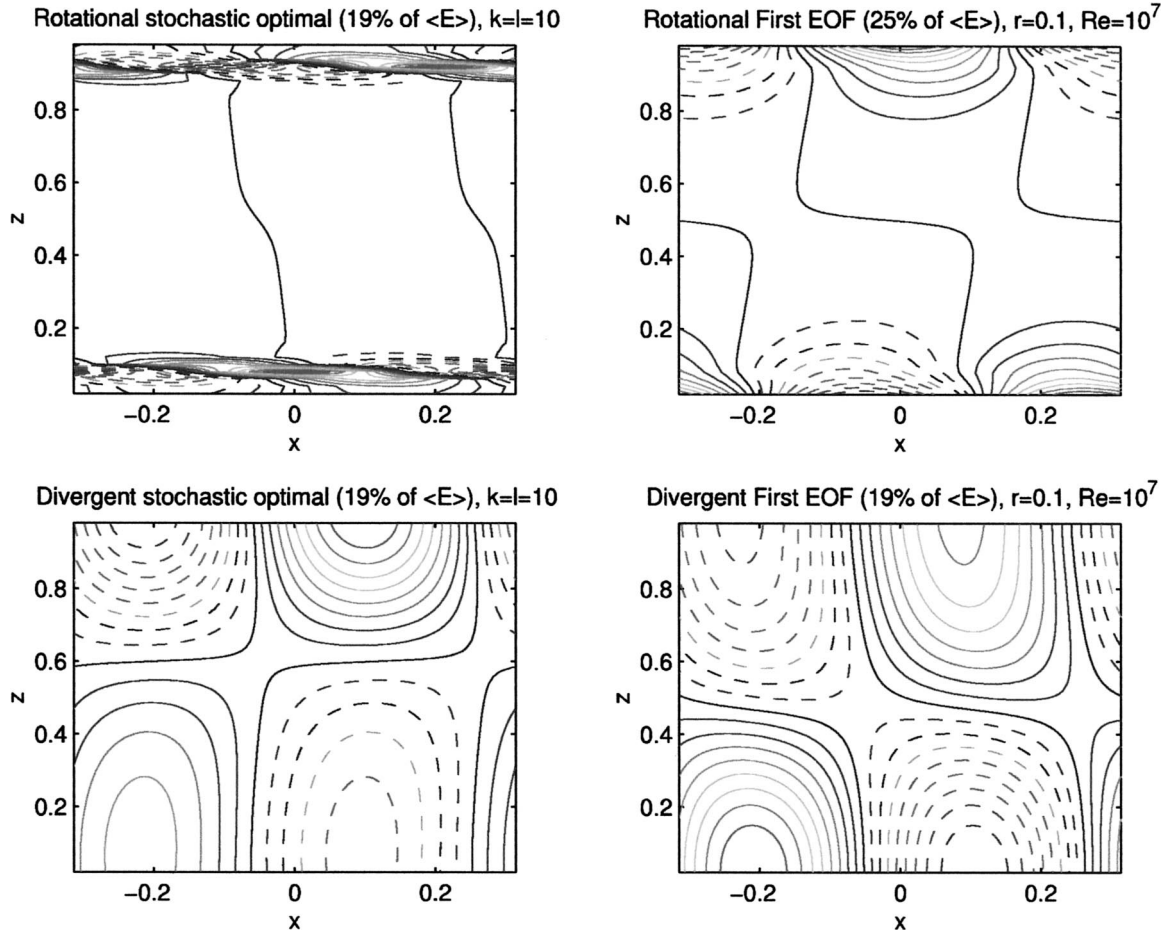 Rotational stochastic optimal (19% of <E>), k=l=10
0.8
0.6
0.4
0.2
z
-0.2
0
0.2
x
Rotational First EOF (25% of <E>), r=0.1, Re=10^7
0.8
0.6
0.4
0.2
z
-0.2
0
0.2
x
Divergent stochastic optimal (19% of <E>), k=l=10
0.8
0.6
0.4
0.2
z
-0.2
0
0.2
x
Divergent First EOF (19% of <E>), r=0.1, Re=10^7
0.8
0.6
0.4
0.2
z
-0.2
0
0.2
x